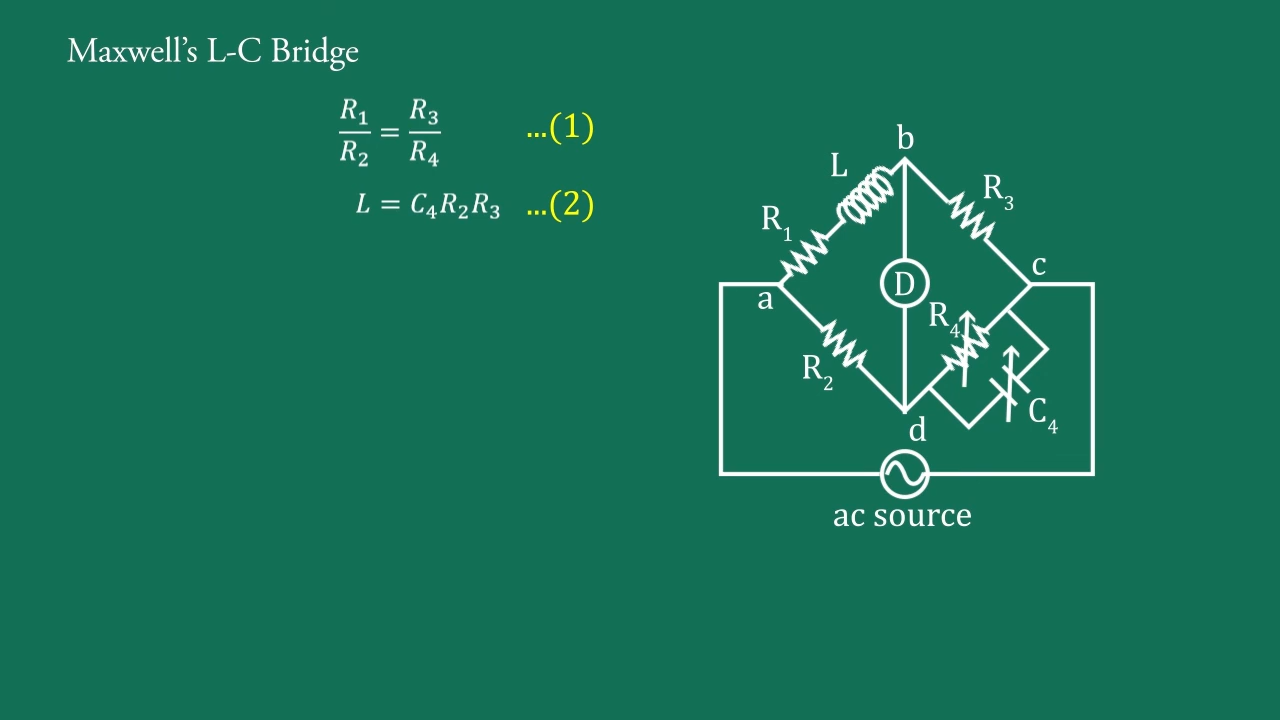 Maxwell's L-C Bridge
R₁/R₂ = R₃/R₄ ...(1)
L = C₄R₂R₃ ...(2)
b
L
R₃
R₁
c
a
D
R₄
R₂
C₄
d
ac source